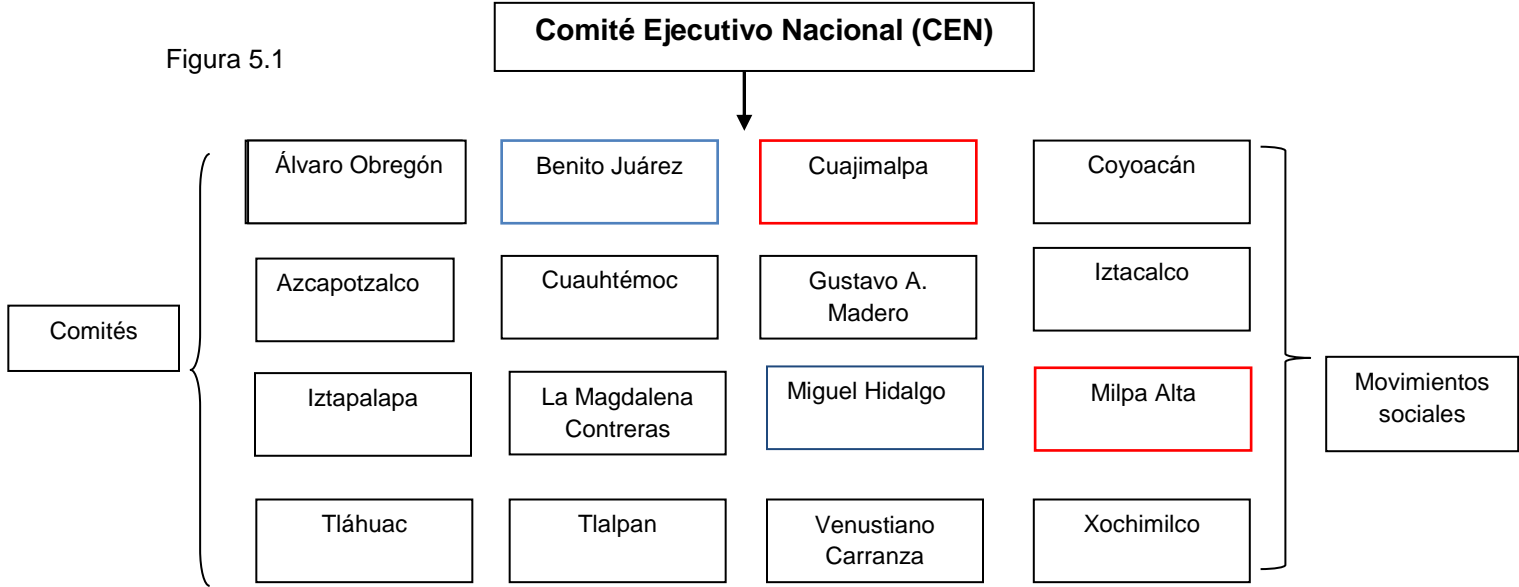 Comité Ejecutivo Nacional (CEN)
Figura 5.1
Álvaro Obregón
Benito Juárez
Cuajimalpa
Coyoacán
Azcapotzalco
Cuauhtémoc
Gustavo A.
Madero
Iztacalco
Comités
Iztapalapa
La Magdalena
Contreras
Miguel Hidalgo
Milpa Alta
Movimientos
sociales
Tláhuac
Tlalpan
Venustiano
Carranza
Xochimilco